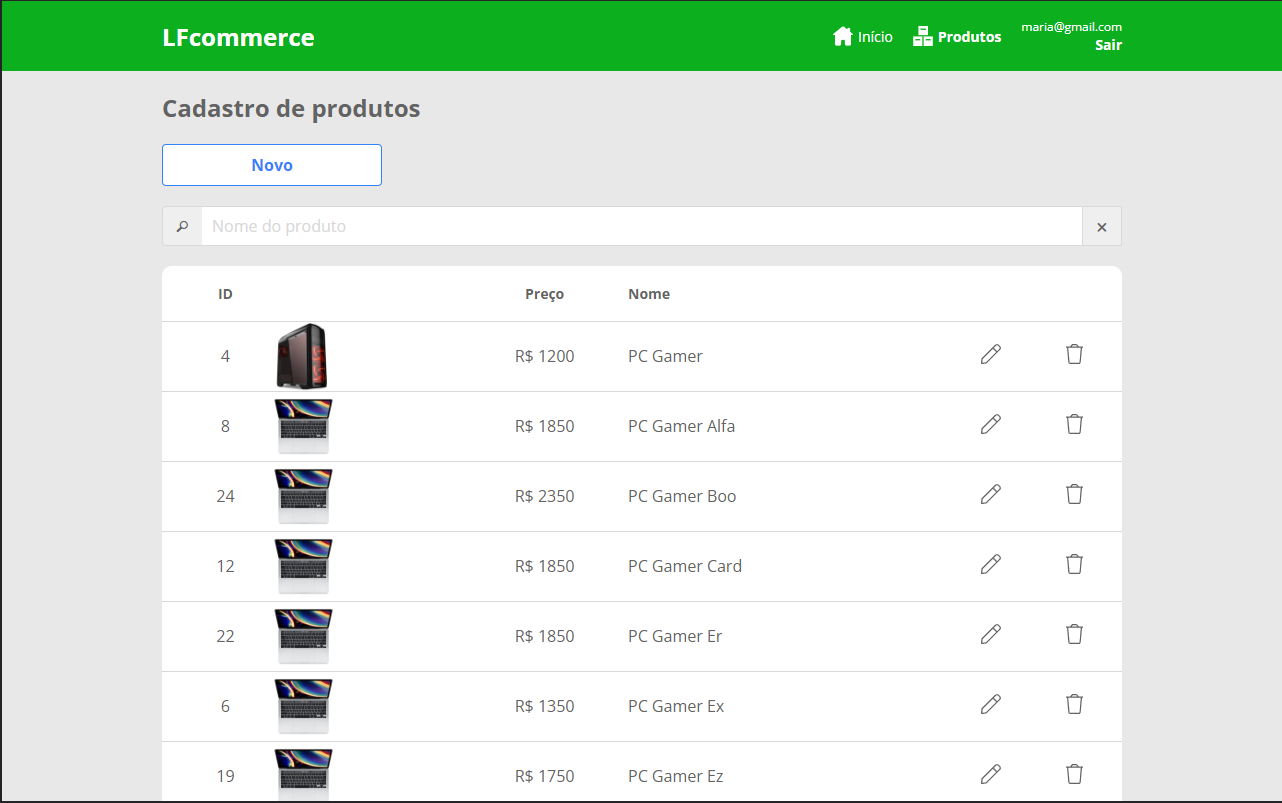 LFcommerce
Início
Produtos
maria@gmail.com
Sair
Cadastro de produtos
Novo
Nome do produto
ID Preço Nome
4 R$ 1200 PC Gamer
8 R$ 1850 PC Gamer Alfa
24 R$ 2350 PC Gamer Boo
12 R$ 1850 PC Gamer Card
22 R$ 1850 PC Gamer Er
6 R$ 1350 PC Gamer Ex
19 R$ 1750 PC Gamer Ez